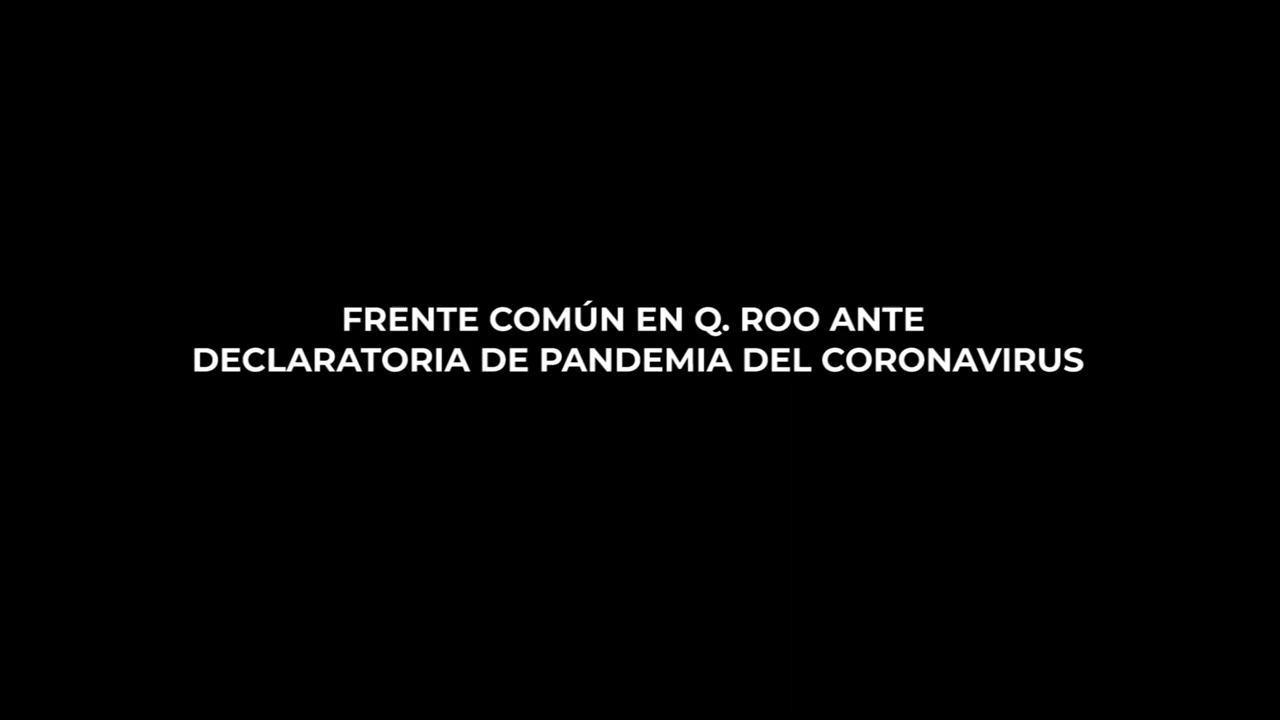 FRENTE COMÚN EN Q. ROO ANTE
DECLARATORIA DE PANDEMIA DEL CORONAVIRUS